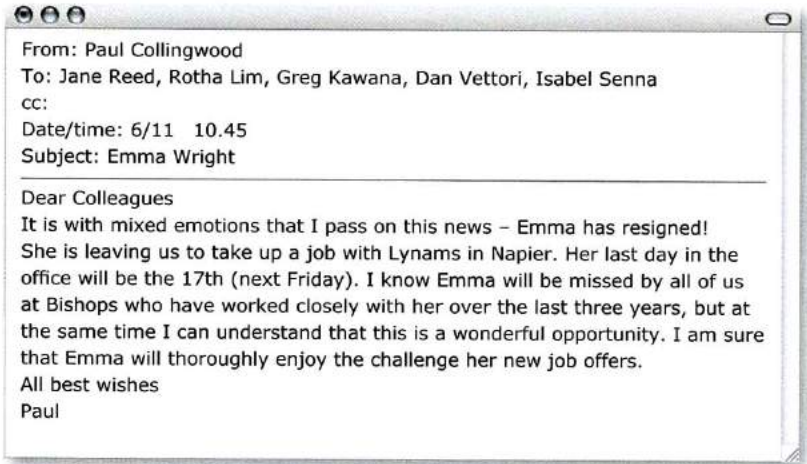 From: Paul Collingwood
To: Jane Reed, Rotha Lim, Greg Kawana, Dan Vettori, Isabel Senna
cc:
Date/time: 6/11 10.45
Subject: Emma Wright
Dear Colleagues
It is with mixed emotions that I pass on this news – Emma has resigned!
She is leaving us to take up a job with Lynams in Napier. Her last day in the
office will be the 17th (next Friday). I know Emma will be missed by all of us
at Bishops who have worked closely with her over the last three years, but at
the same time I can understand that this is a wonderful opportunity. I am sure
that Emma will thoroughly enjoy the challenge her new job offers.
All best wishes
Paul